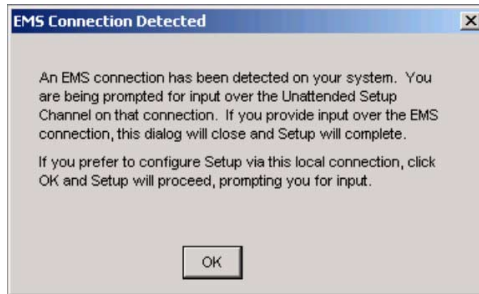 EMS Connection Detected
An EMS connection has been detected on your system. You
are being prompted for input over the Unattended Setup
Channel on that connection. If you provide input over the EMS
connection, this dialog will close and Setup will complete.
If you prefer to configure Setup via this local connection, click
OK and Setup will proceed, prompting you for input.
OK